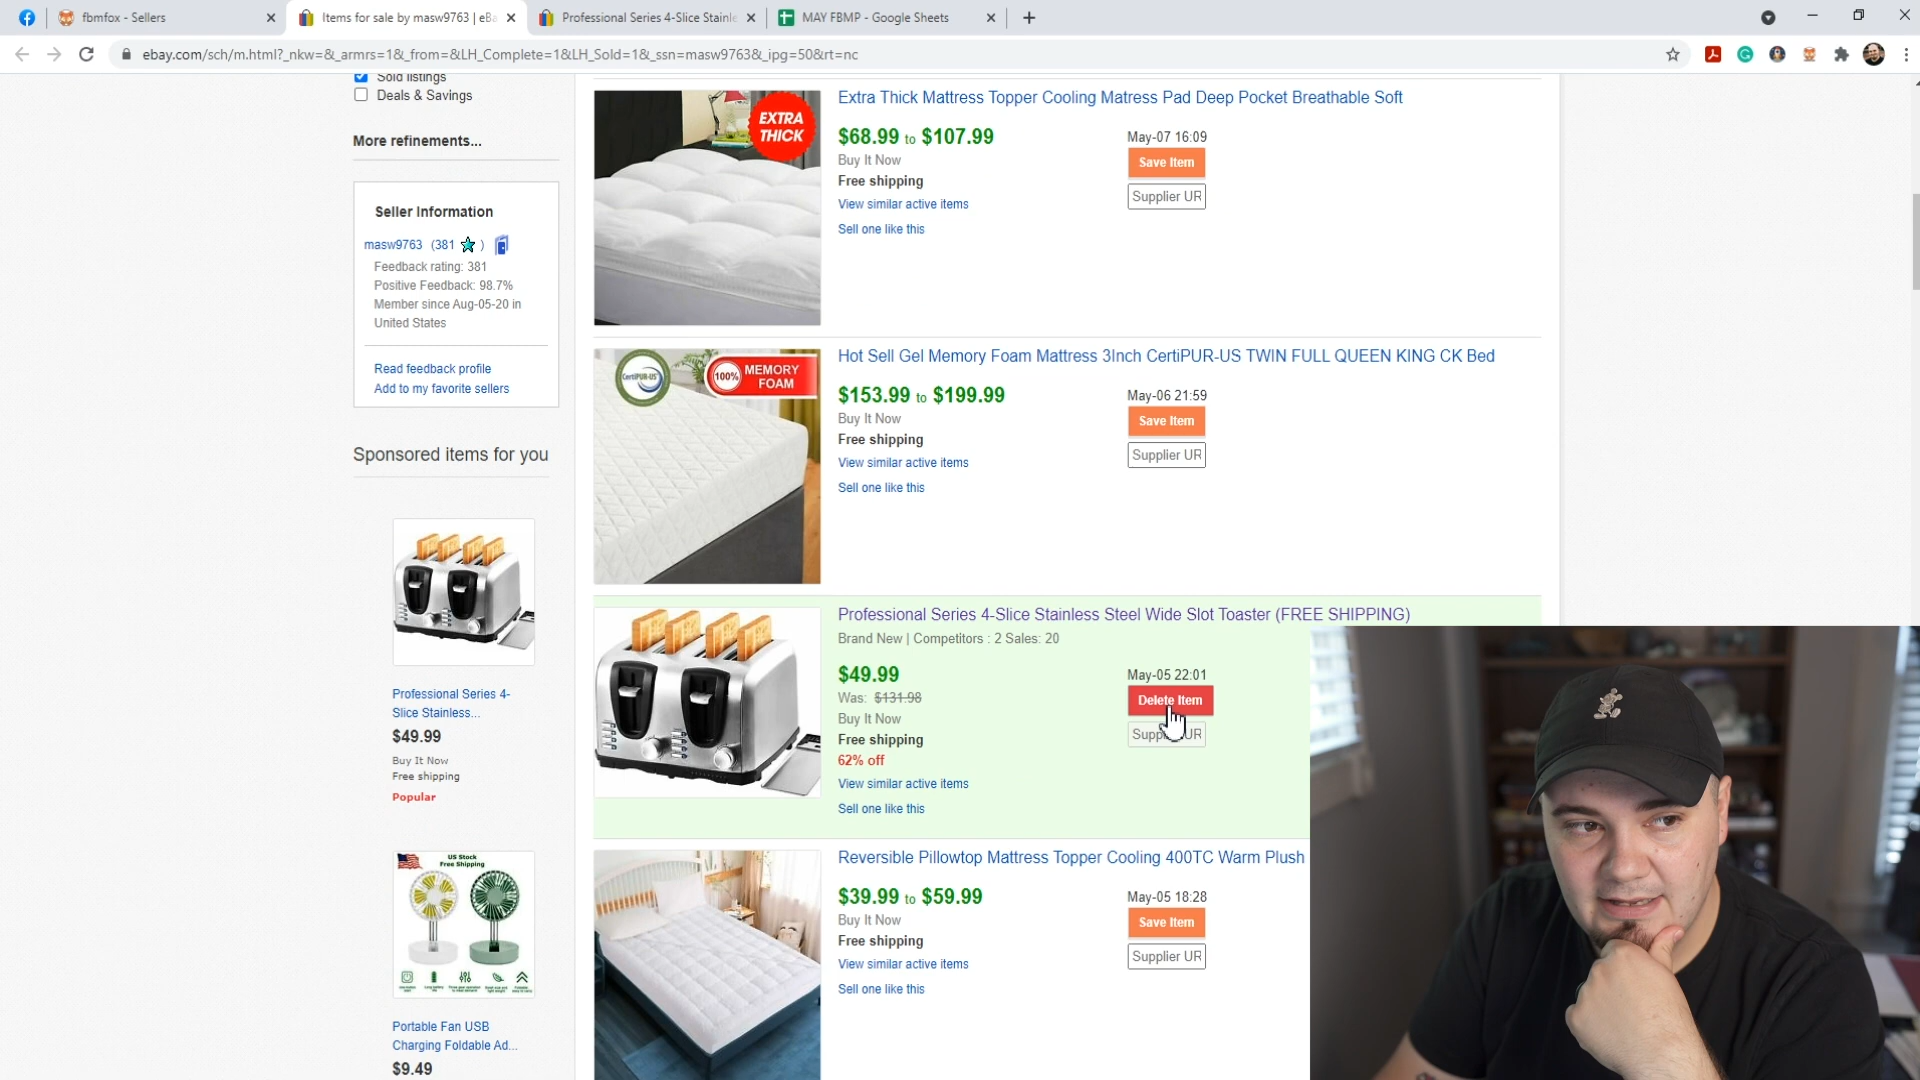 fbmfox - Sellers
Items for sale by masw9763 | eBa
Professional Series 4-Slice Stainle
MAY FBMP - Google Sheets
ebay.com/sch/m.html?_nkw=&_armrs=1&_from=&LH_Complete=1&LH_Sold=1&_ssn=masw9763&_ipg=50&rt=nc
Sold listings
Deals & Savings
More refinements...
Seller Information
masw9763 (381 )
Feedback rating: 381
Positive Feedback: 98.7%
Member since Aug-05-20 in
United States
Read feedback profile
Add to my favorite sellers
Sponsored items for you
Professional Series 4-
Slice Stainless...
$49.99
Buy It Now
Free shipping
Popular
US Stock
Free Shipping
Portable Fan USB
Charging Foldable Ad...
$9.49
EXTRA
THICK
Extra Thick Mattress Topper Cooling Matress Pad Deep Pocket Breathable Soft
$68.99 to $107.99
May-07 16:09
Buy It Now
Save Item
Free shipping
Supplier UR
View similar active items
Sell one like this
CertiPUR-US
100% MEMORY
FOAM
Hot Sell Gel Memory Foam Mattress 3Inch CertiPUR-US TWIN FULL QUEEN KING CK Bed
$153.99 to $199.99
May-06 21:59
Buy It Now
Save Item
Free shipping
Supplier UR
View similar active items
Sell one like this
Professional Series 4-Slice Stainless Steel Wide Slot Toaster (FREE SHIPPING)
Brand New | Competitors : 2 Sales: 20
$49.99
May-05 22:01
Was: $131.98
Delete Item
Buy It Now
Free shipping
62% off
View similar active items
Sell one like this
Reversible Pillowtop Mattress Topper Cooling 400TC Warm Plush
$39.99 to $59.99
May-05 18:28
Buy It Now
Save Item
Free shipping
Supplier UR
View similar active items
Sell one like this